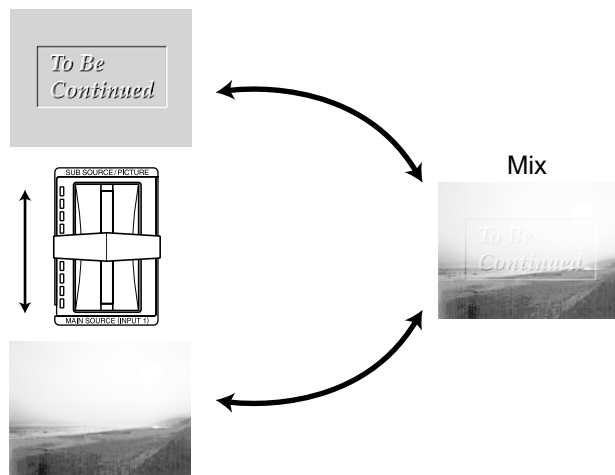 To Be
Continued
SUB SOURCE/PICTURE
MAIN SOURCE (INPUT 1)
Mix
To Be
Continued